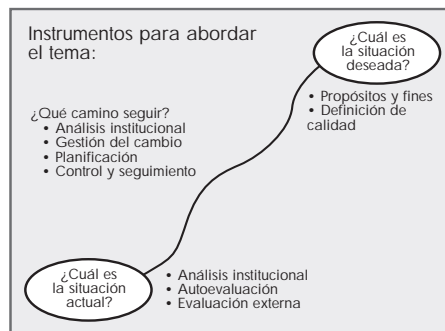 Instrumentos para abordar
el tema:
¿Cuál es
la situación
deseada?
• Propósitos y fines
• Definición de
calidad
¿Qué camino seguir?
• Análisis institucional
• Gestión del cambio
• Planificación
• Control y seguimiento
¿Cuál es
la situación
actual?
• Análisis institucional
• Autoevaluación
• Evaluación externa